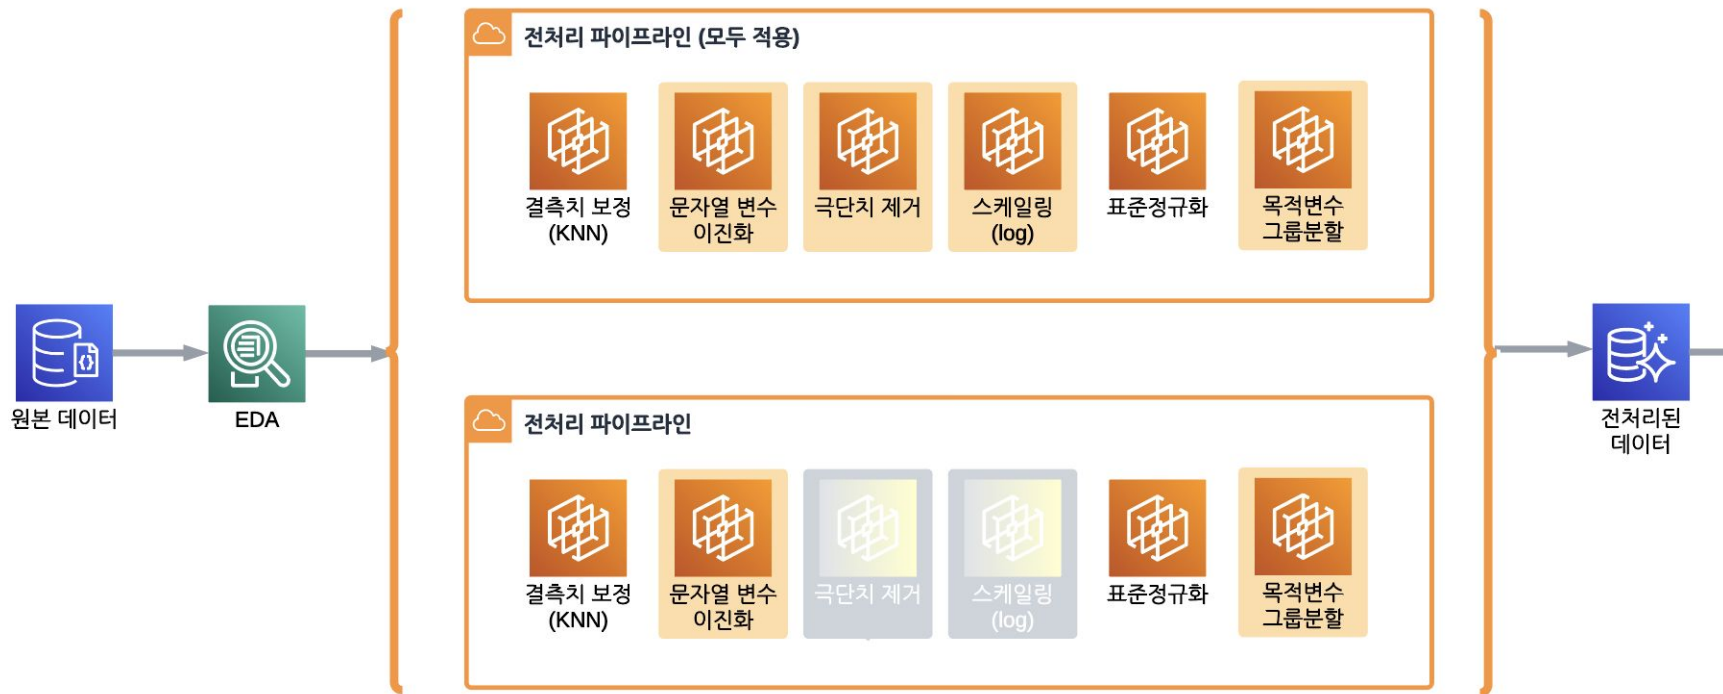 전처리 파이프라인 (모두 적용)
결측치 보정
(KNN)
문자열 변수
이진화
극단치 제거
스케일링
(log)
표준정규화
목적변수
그룹분할
원본 데이터
EDA
전처리된
데이터
전처리 파이프라인
결측치 보정
(KNN)
문자열 변수
이진화
극단치 제거
스케일링
(log)
표준정규화
목적변수
그룹분할